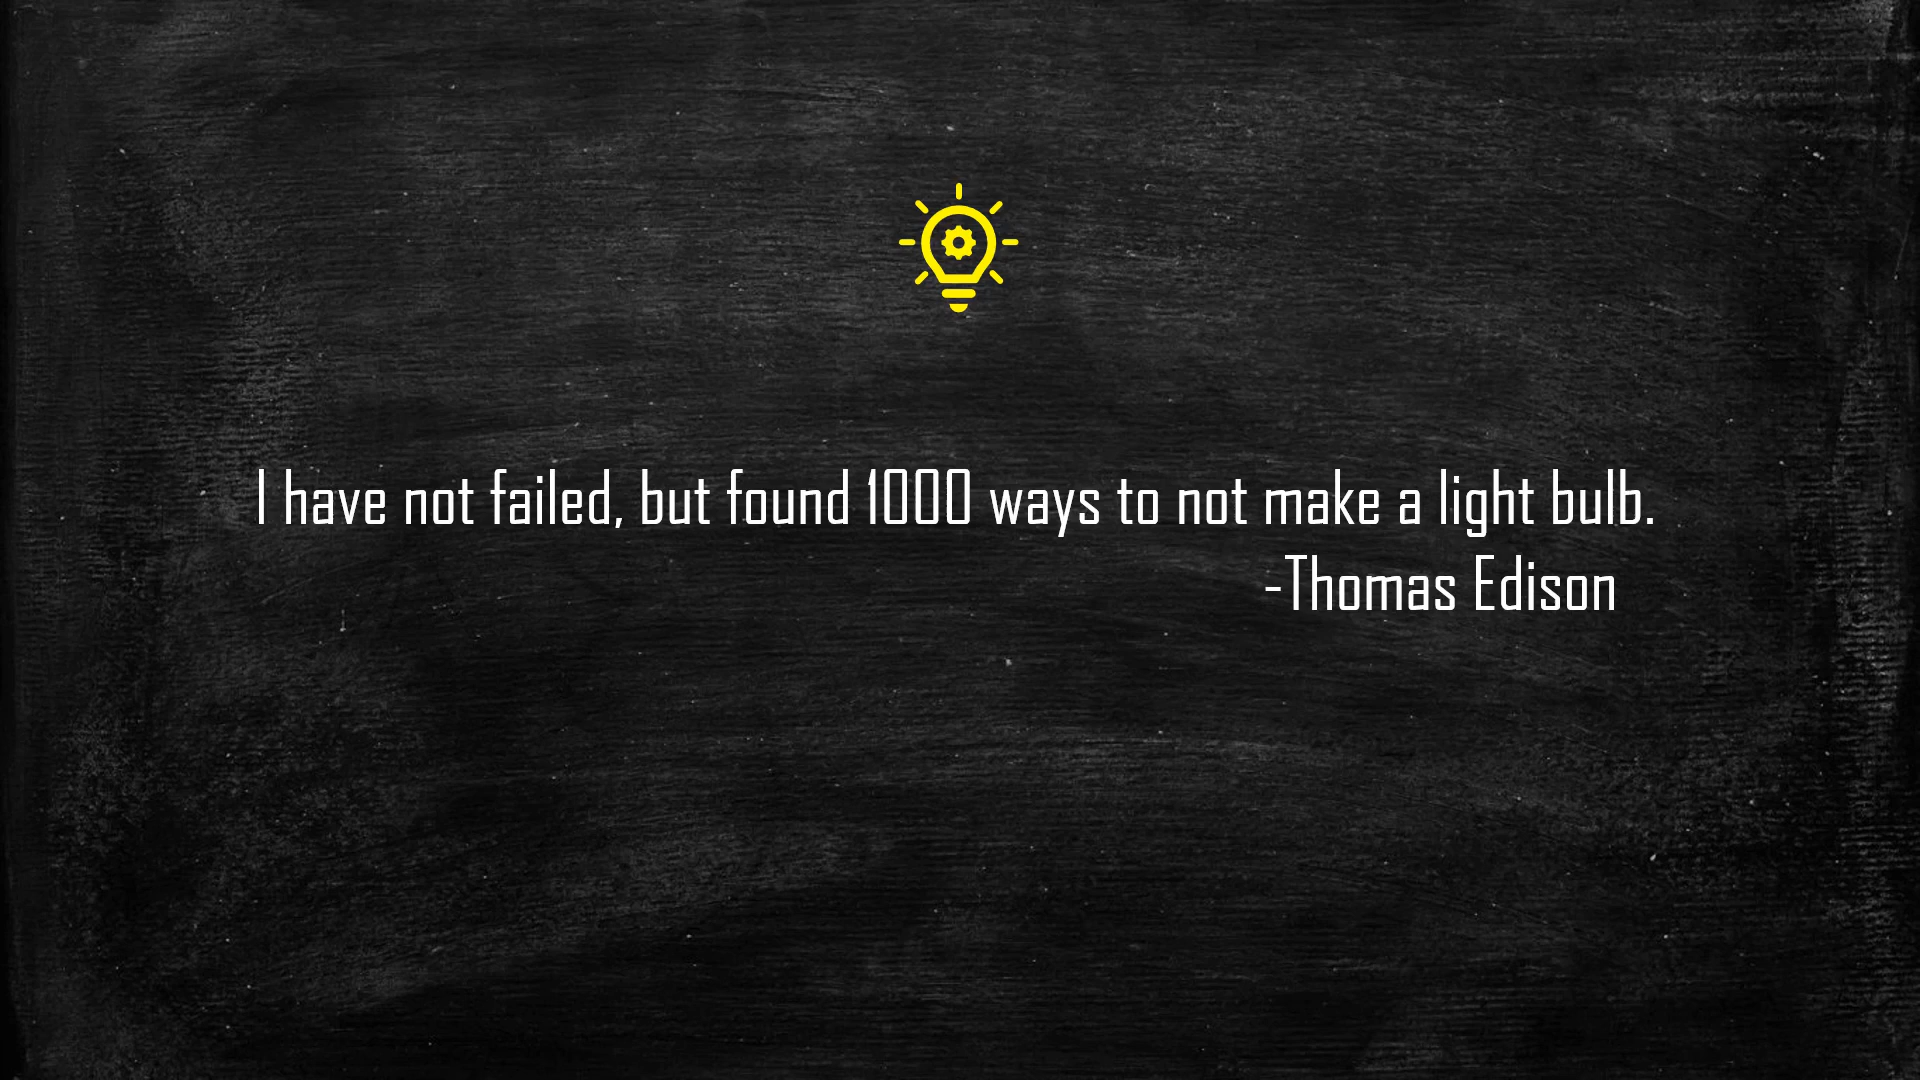 I have not failed, but found 1000 ways to not make a light bulb.
-Thomas Edison